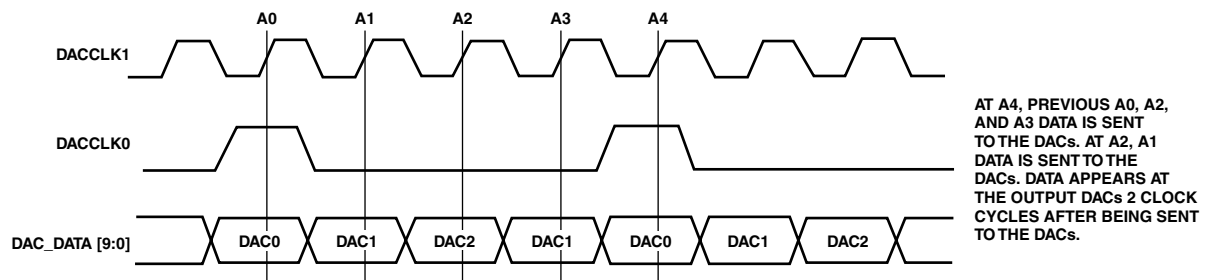 A0 A1 A2 A3 A4
DACCLK1
DACCLK0
DAC_DATA [9:0] DAC0 DAC1 DAC2 DAC1 DAC0 DAC1 DAC2
AT A4, PREVIOUS A0, A2,
AND A3 DATA IS SENT
TO THE DACs. AT A2, A1
DATA IS SENT TO THE
DACs. DATA APPEARS AT
THE OUTPUT DACs 2 CLOCK
CYCLES AFTER BEING SENT
TO THE DACs.